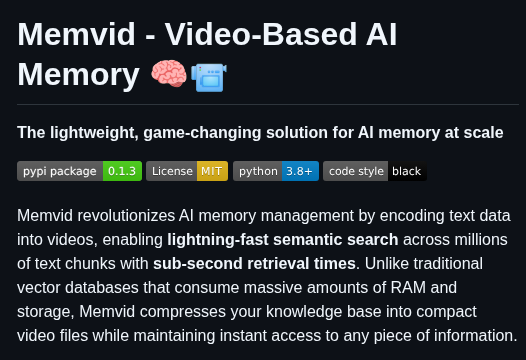 Memvid - Video-Based AI
Memory 🧠📹
The lightweight, game-changing solution for AI memory at scale
pypi package 0.1.3 License MIT python 3.8+ code style black
Memvid revolutionizes AI memory management by encoding text data
into videos, enabling lightning-fast semantic search across millions
of text chunks with sub-second retrieval times. Unlike traditional
vector databases that consume massive amounts of RAM and
storage, Memvid compresses your knowledge base into compact
video files while maintaining instant access to any piece of information.